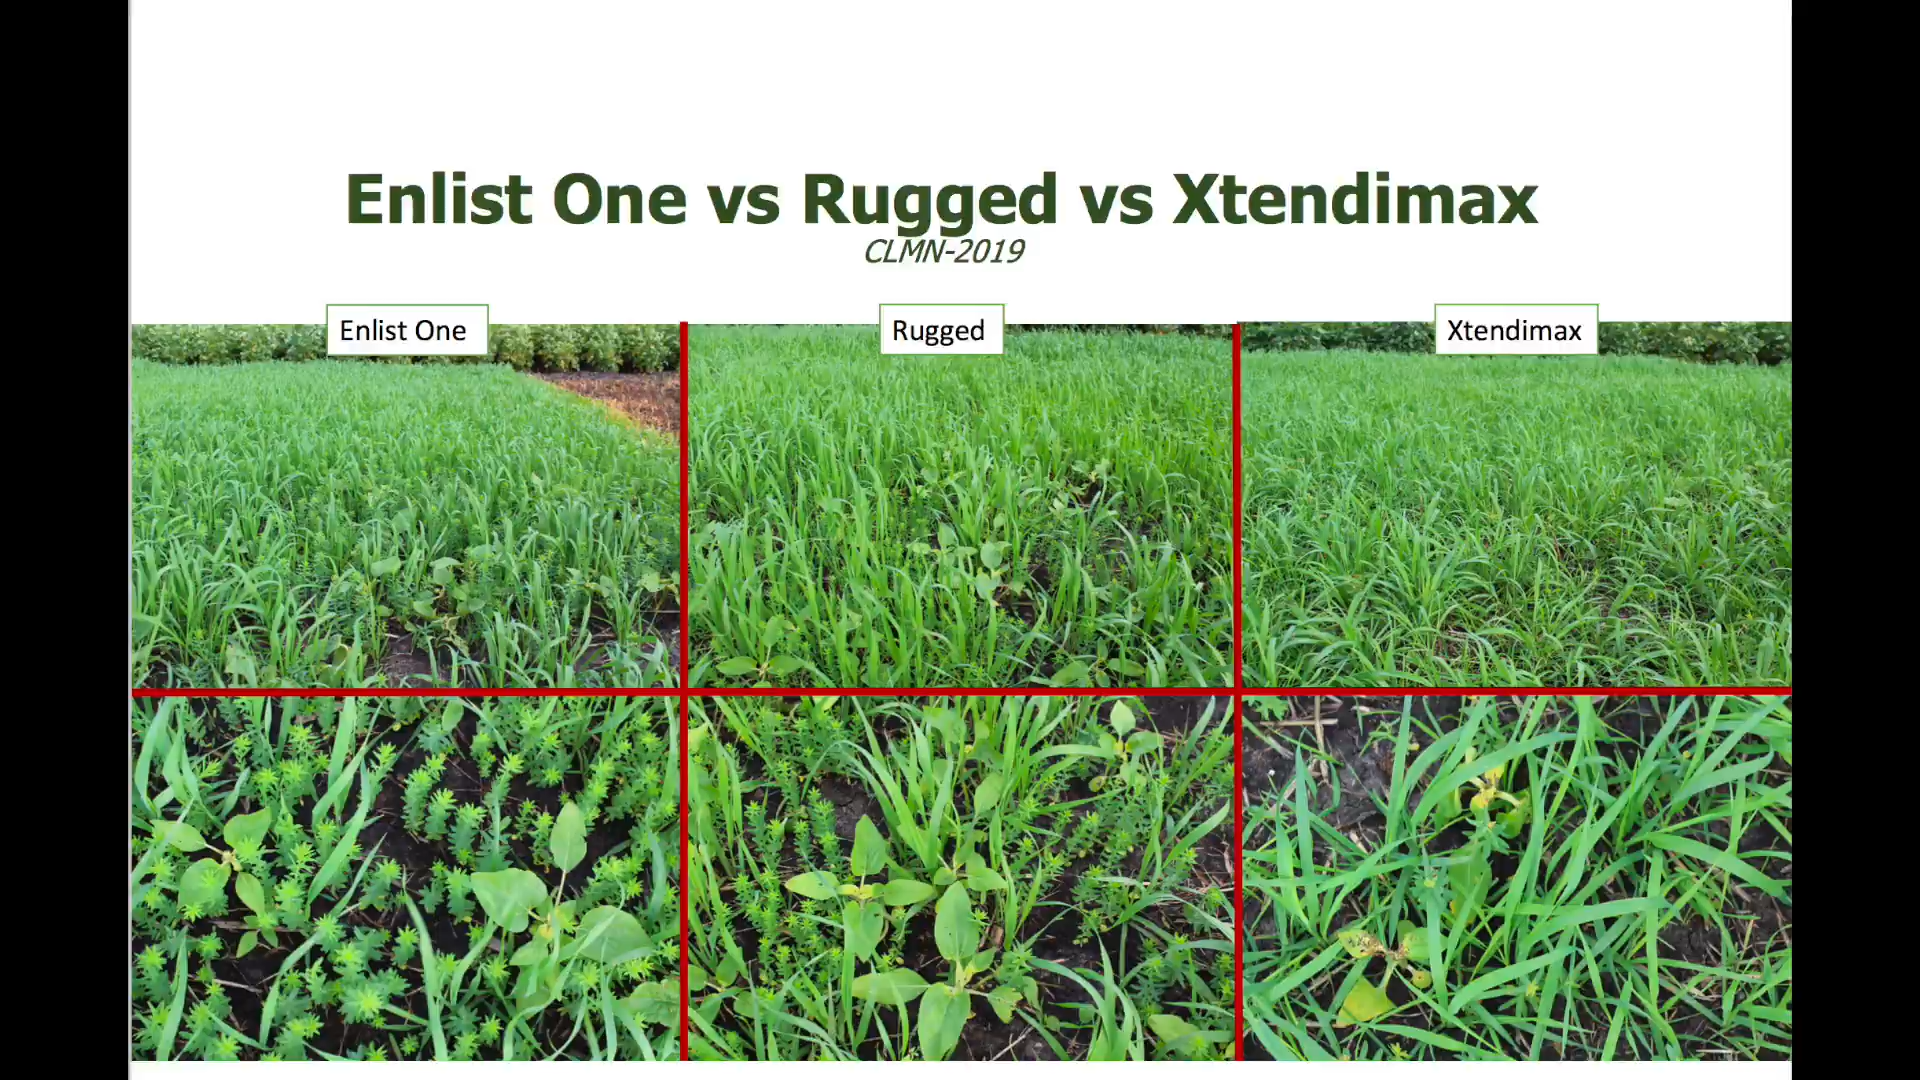 Enlist One vs Rugged vs Xtendimax
CLMN-2019
Enlist One
Rugged
Xtendimax